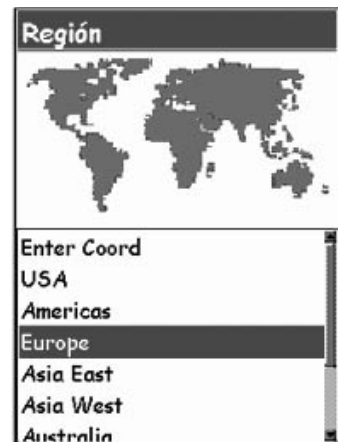 Región
Enter Coord
USA
Americas
Europe
Asia East
Asia West
Australia